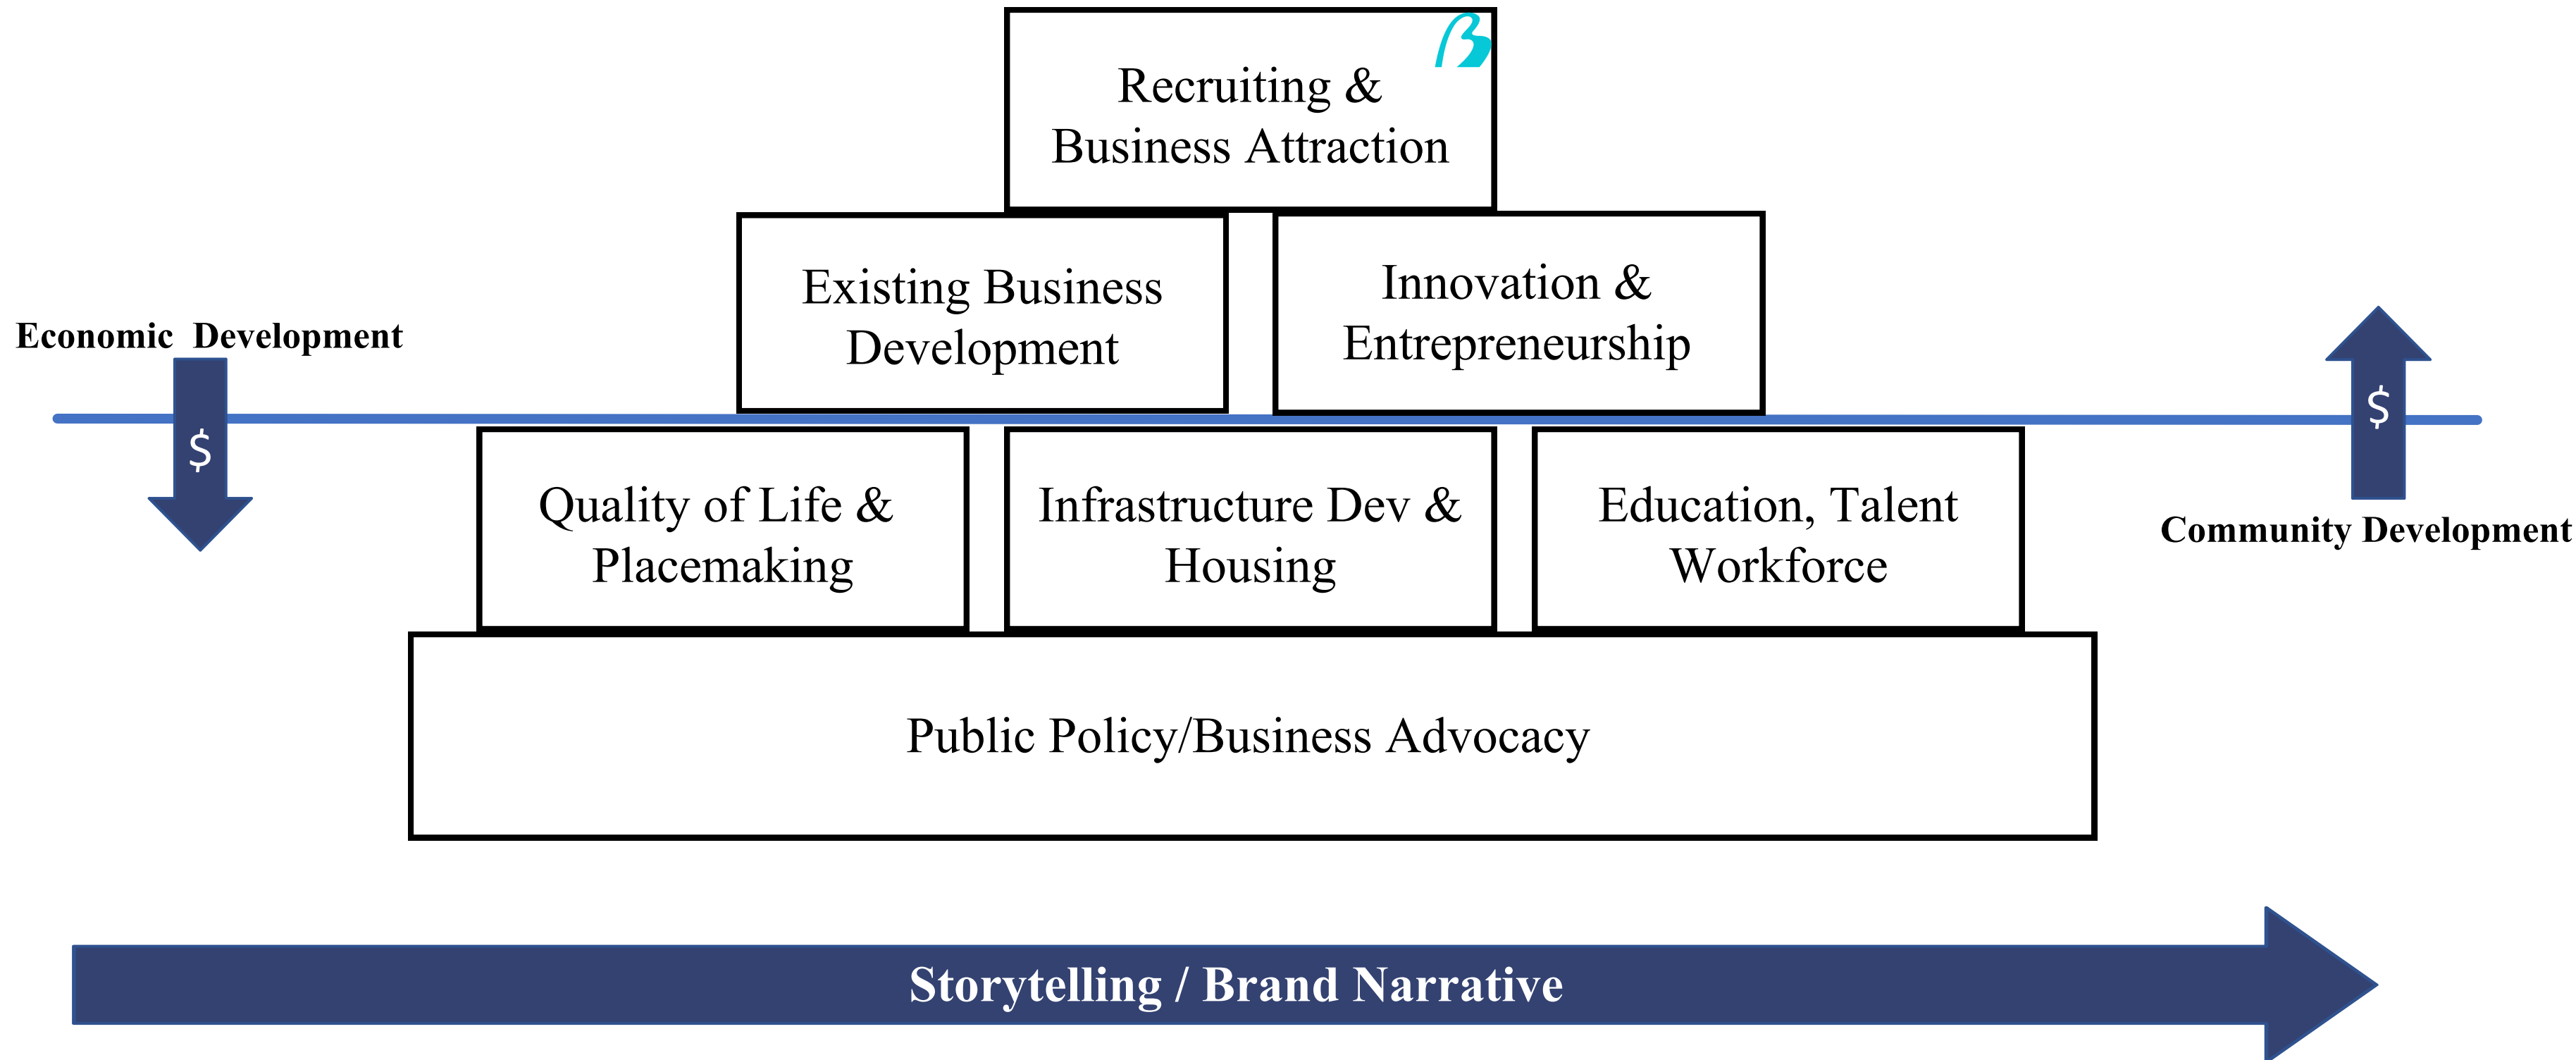 Recruiting &
Business Attraction
Existing Business
Development
Innovation &
Entrepreneurship
Economic  Development
$
$
Community Development
Quality of Life &
Placemaking
Infrastructure Dev &
Housing
Education, Talent
Workforce
Public Policy/Business Advocacy
Storytelling / Brand Narrative